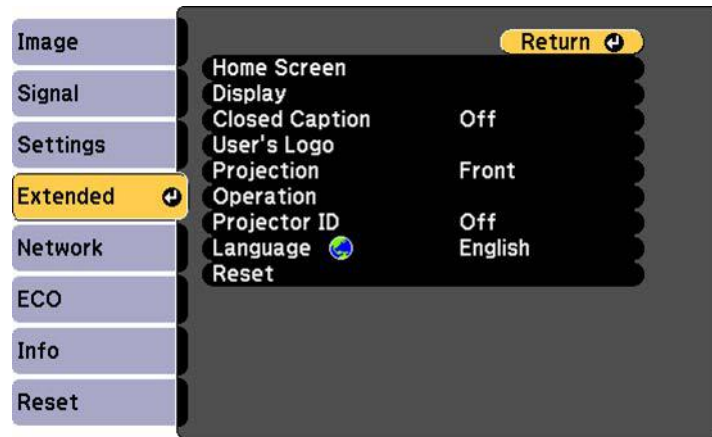 Image
Signal
Settings
Extended
Network
ECO
Info
Reset
Return
Home Screen
Display
Closed Caption Off
User's Logo
Projection Front
Operation
Projector ID Off
Language English
Reset